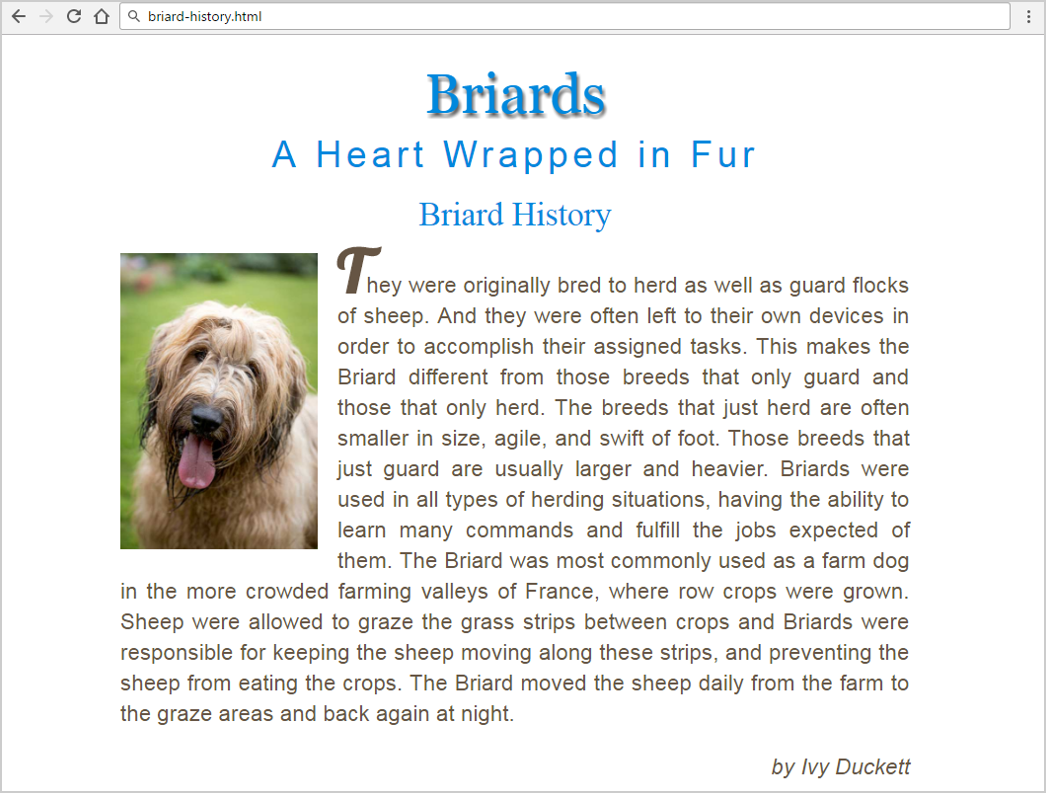 briard-history.html
Briards
A Heart Wrapped in Fur
Briard History
They were originally bred to herd as well as guard flocks
of sheep. And they were often left to their own devices in
order to accomplish their assigned tasks. This makes the
Briard different from those breeds that only guard and
those that only herd. The breeds that just herd are often
smaller in size, agile, and swift of foot. Those breeds that
just guard are usually larger and heavier. Briards were
used in all types of herding situations, having the ability to
learn many commands and fulfill the jobs expected of
them. The Briard was most commonly used as a farm dog
in the more crowded farming valleys of France, where row crops were grown.
Sheep were allowed to graze the grass strips between crops and Briards were
responsible for keeping the sheep moving along these strips, and preventing the
sheep from eating the crops. The Briard moved the sheep daily from the farm to
the graze areas and back again at night.
by Ivy Duckett